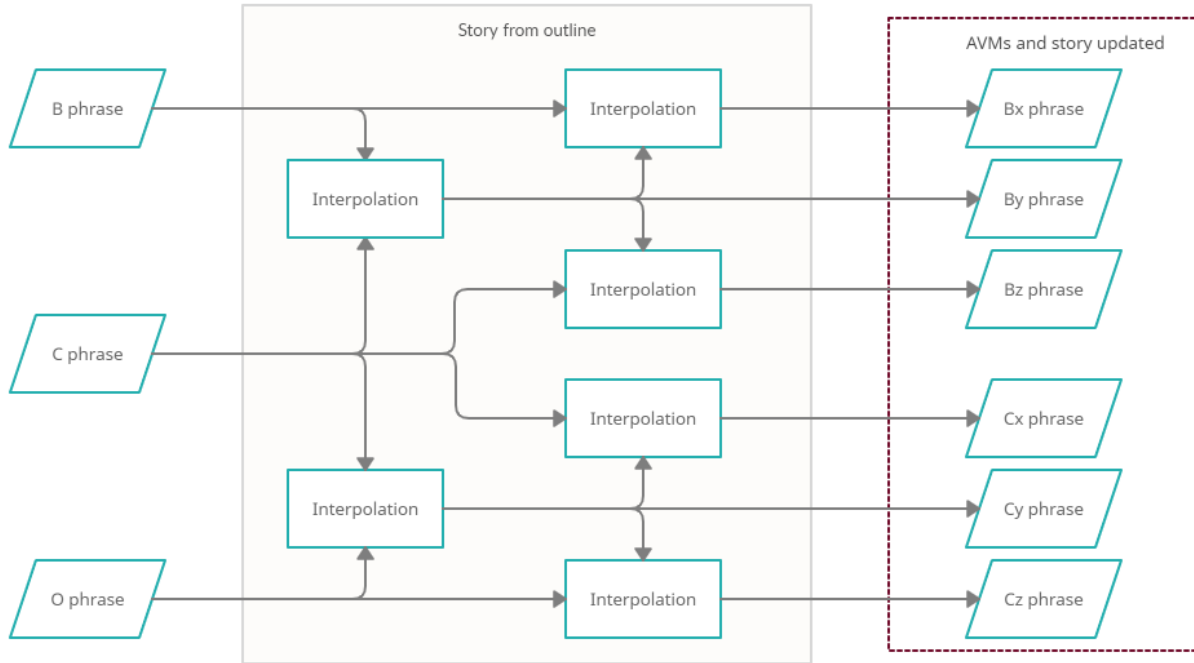 Story from outline
AVMs and story updated
B phrase
Interpolation
Bx phrase
Interpolation
By phrase
Interpolation
Bz phrase
C phrase
Interpolation
Cx phrase
Interpolation
Cy phrase
O phrase
Interpolation
Cz phrase